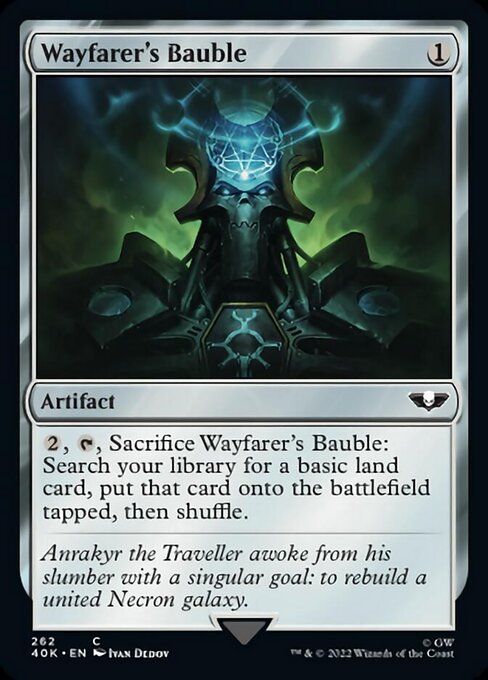 Wayfarer's Bauble 1
Artifact
2, , Sacrifice Wayfarer's Bauble:
Search your library for a basic land
card, put that card onto the battlefield
tapped, then shuffle.
Anrakyr the Traveller awoke from his
slumber with a singular goal: to rebuild a
united Necron galaxy.
262 C © GW
40K • EN Ivan Dedov ™ & © 2022 Wizards of the Coast